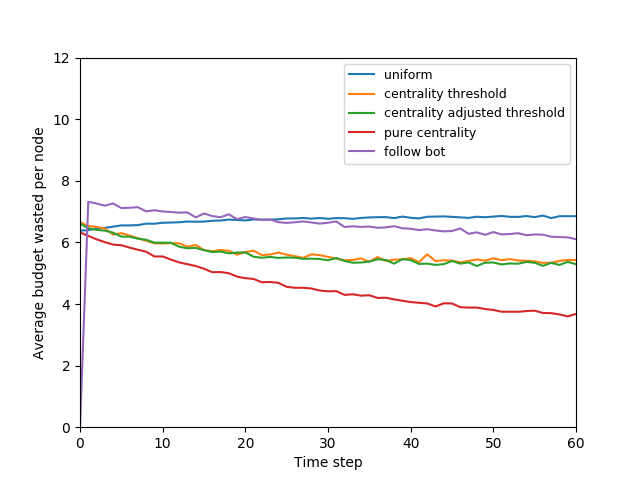 12
10
8
6
4
2
0
Average budget wasted per node
uniform
centrality threshold
centrality adjusted threshold
pure centrality
follow bot
0 10 20 30 40 50 60
Time step